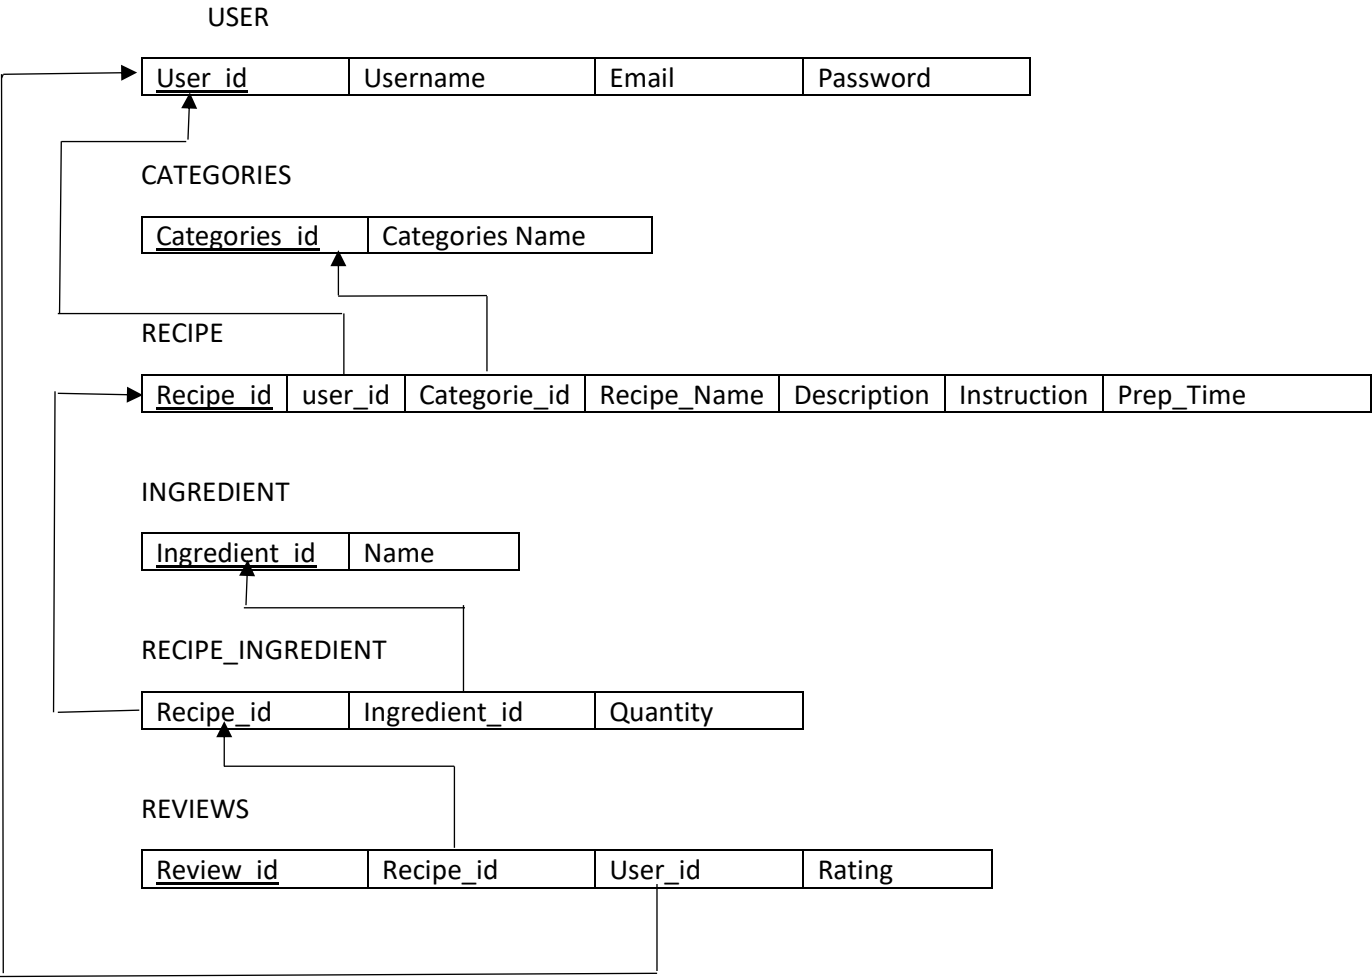 USER
User_id Username Email Password
CATEGORIES
Categories_id Categories Name
RECIPE
Recipe_id user_id Categorie_id Recipe_Name Description Instruction Prep_Time
INGREDIENT
Ingredient_id Name
RECIPE_INGREDIENT
Recipe_id Ingredient_id Quantity
REVIEWS
Review_id Recipe_id User_id Rating